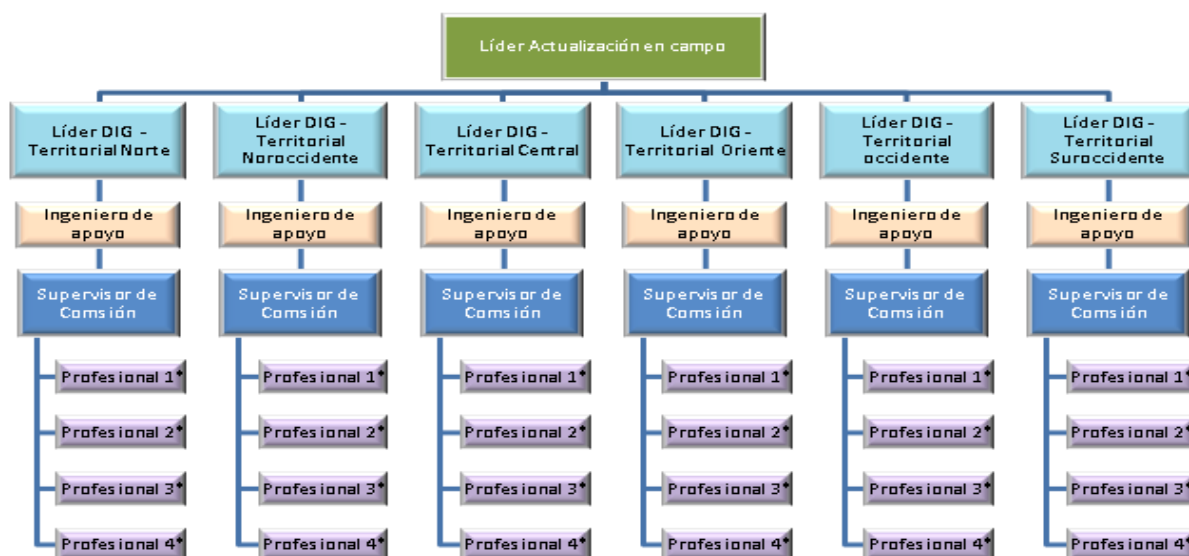 Líder Actualización en campo
Líder DIG -
Territorial Norte
Líder DIG -
Territorial
Noroccidente
Líder DIG -
Territorial Central
Líder DIG -
Territorial Oriente
Líder DIG -
Territorial
occidente
Líder DIG -
Territorial
Suroccidente
Ingeniero de
apoyo
Ingeniero de
apoyo
Ingeniero de
apoyo
Ingeniero de
apoyo
Ingeniero de
apoyo
Ingeniero de
apoyo
Supervisor de
Comsión
Supervisor de
Comsión
Supervisor de
Comsión
Supervisor de
Comsión
Supervisor de
Comsión
Supervisor de
Comsión
Profesional 1*
Profesional 1*
Profesional 1*
Profesional 1*
Profesional 1*
Profesional 1*
Profesional 2*
Profesional 2*
Profesional 2*
Profesional 2*
Profesional 2*
Profesional 2*
Profesional 3*
Profesional 3*
Profesional 3*
Profesional 3*
Profesional 3*
Profesional 3*
Profesional 4*
Profesional 4*
Profesional 4*
Profesional 4*
Profesional 4*
Profesional 4*